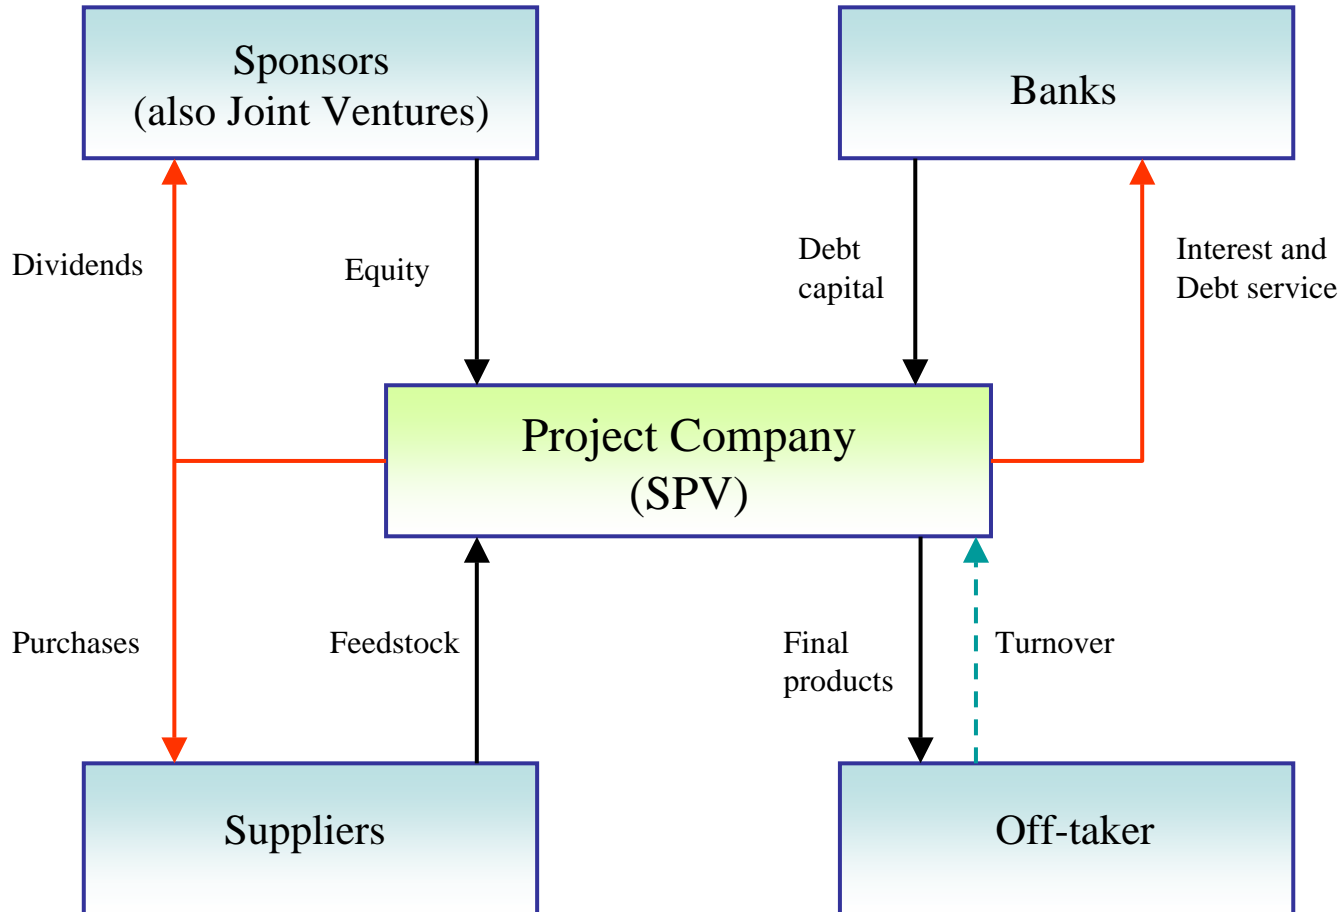 Sponsors
(also Joint Ventures)
Banks
Dividends
Equity
Debt
capital
Interest and
Debt service
Project Company
(SPV)
Purchases
Feedstock
Final
products
Turnover
Suppliers
Off-taker